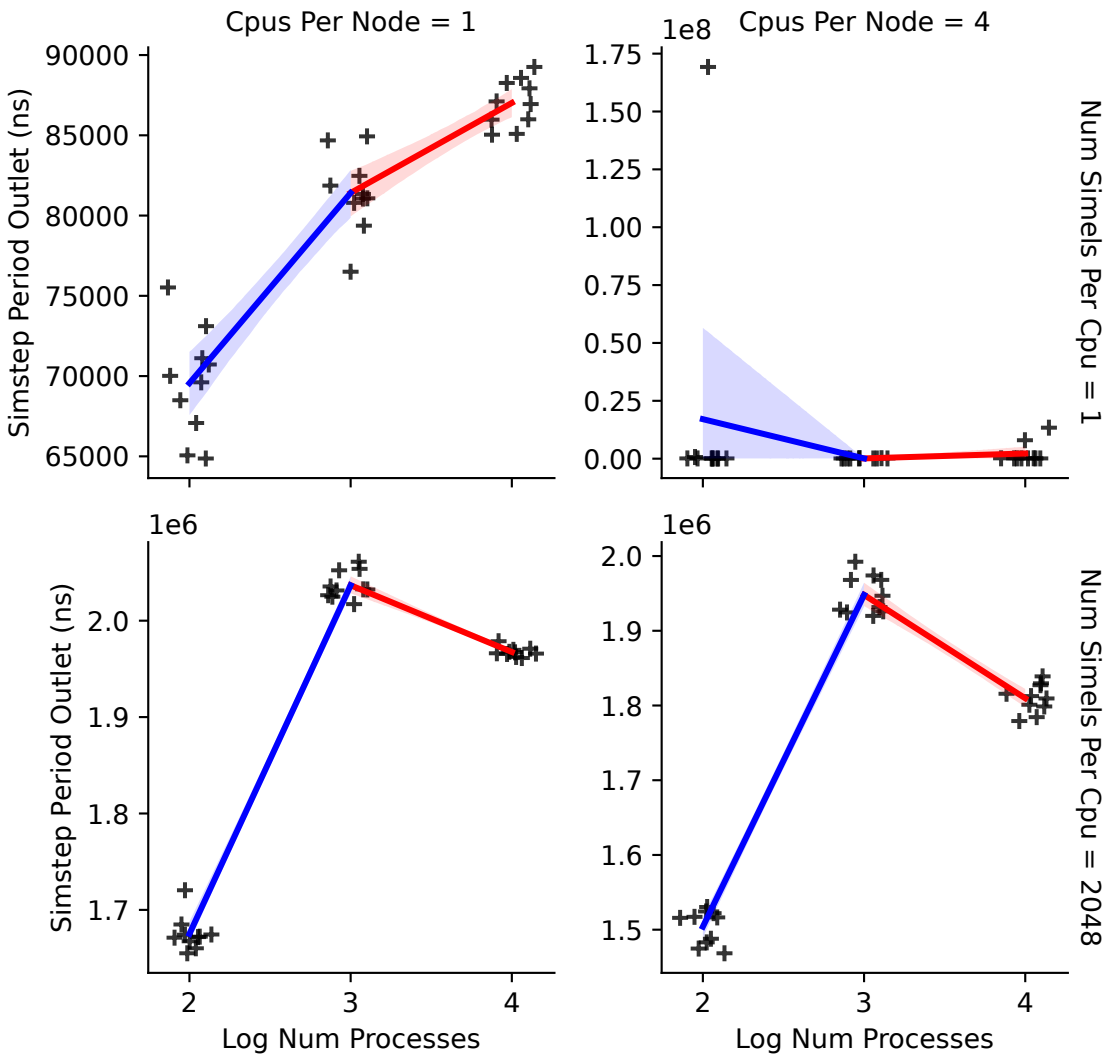 Cpus Per Node = 1
1e8
Cpus Per Node = 4
Simstep Period Outlet (ns)
90000
85000
80000
75000
70000
65000
1.75
1.50
1.25
1.00
0.75
0.50
0.25
0.00
Num Simels Per Cpu = 1
1e6
Simstep Period Outlet (ns)
2.0
1.9
1.8
1.7
2
3
4
Log Num Processes
1e6
2.0
1.9
1.8
1.7
1.6
1.5
2
3
4
Log Num Processes
Num Simels Per Cpu = 2048